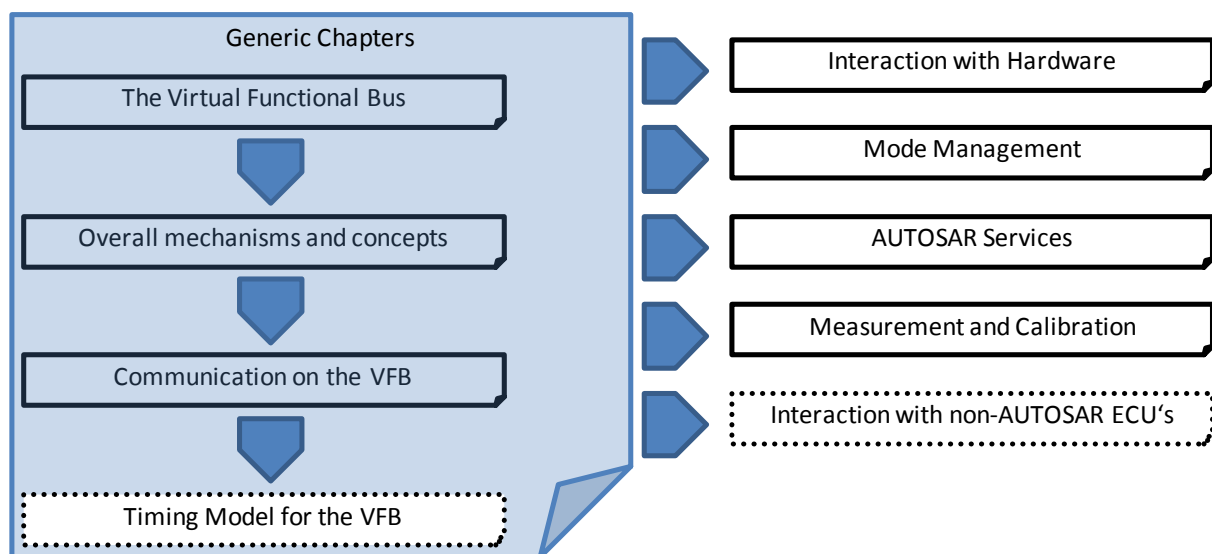 Generic Chapters
The Virtual Functional Bus
Overall mechanisms and concepts
Communication on the VFB
Timing Model for the VFB
Interaction with Hardware
Mode Management
AUTOSAR Services
Measurement and Calibration
Interaction with non-AUTOSAR ECU‘s